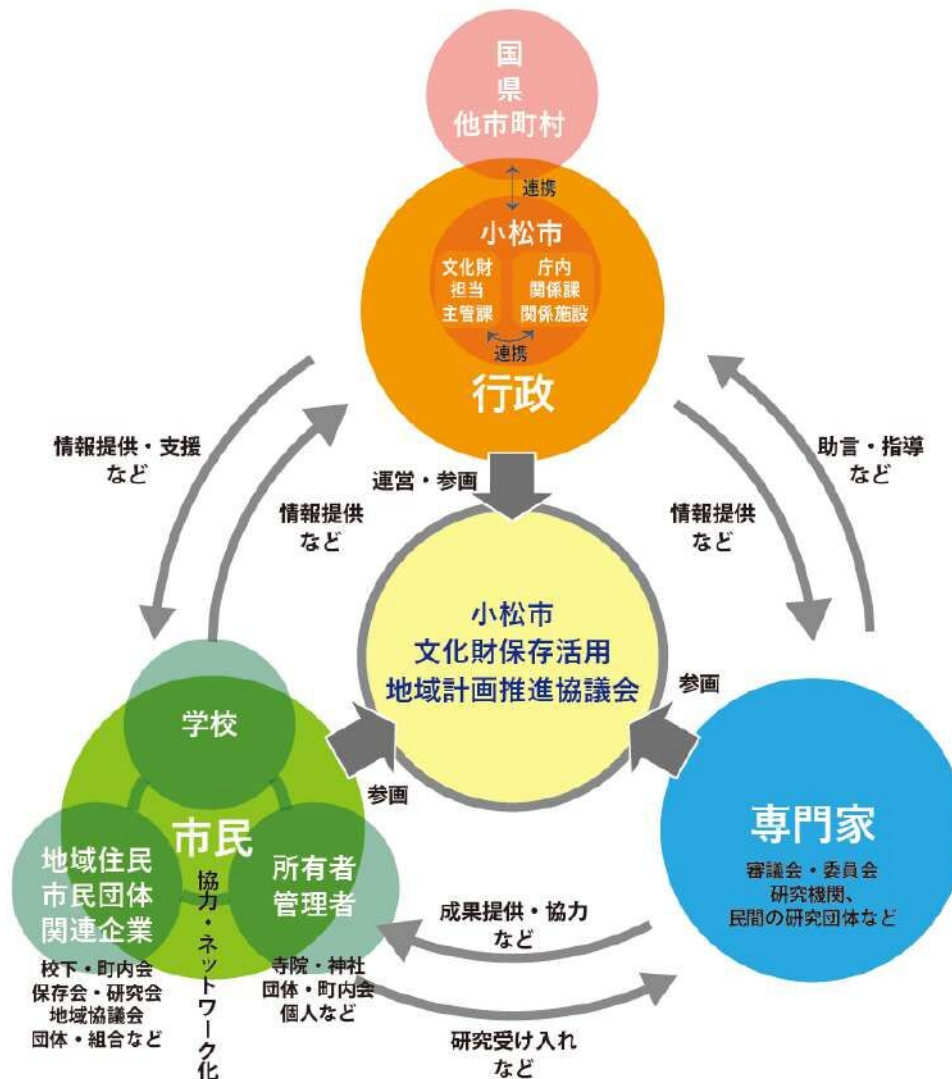 国
県
他市町村
連携
小松市
文化財
担当
主管課
庁内
関係課
関係施設
連携
行政
情報提供・支援
など
情報提供
など
運営・参画
情報提供
など
助言・指導
など
小松市
文化財保存活用
地域計画推進協議会
参画
参画
学校
市民
地域住民
市民団体
関連企業
校下・町内会
保存会・研究会
地域協議会
団体・組合など
協力・ネットワーク化
所有者
管理者
寺院・神社
団体・町内会
個人など
専門家
審議会・委員会
研究機関、
民間の研究団体など
成果提供・協力
など
研究受け入れ
など